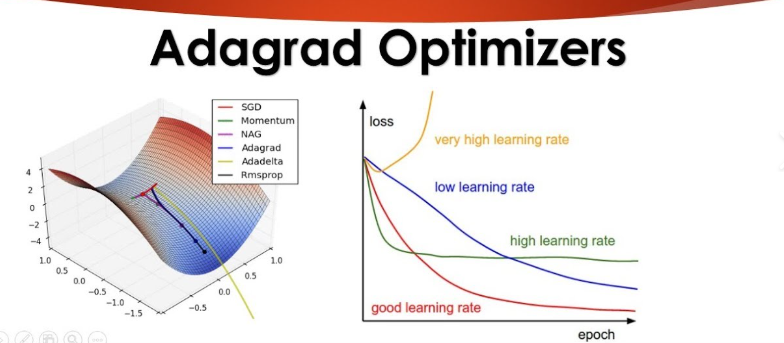 Adagrad Optimizers
SGD
Momentum
NAG
Adagrad
Adadelta
Rmsprop
4
2
0
−2
−4
1.0
0.5
0.0
−0.5
−1.0
−1.5
−0.5
0.0
0.5
1.0
loss
very high learning rate
low learning rate
high learning rate
good learning rate
epoch